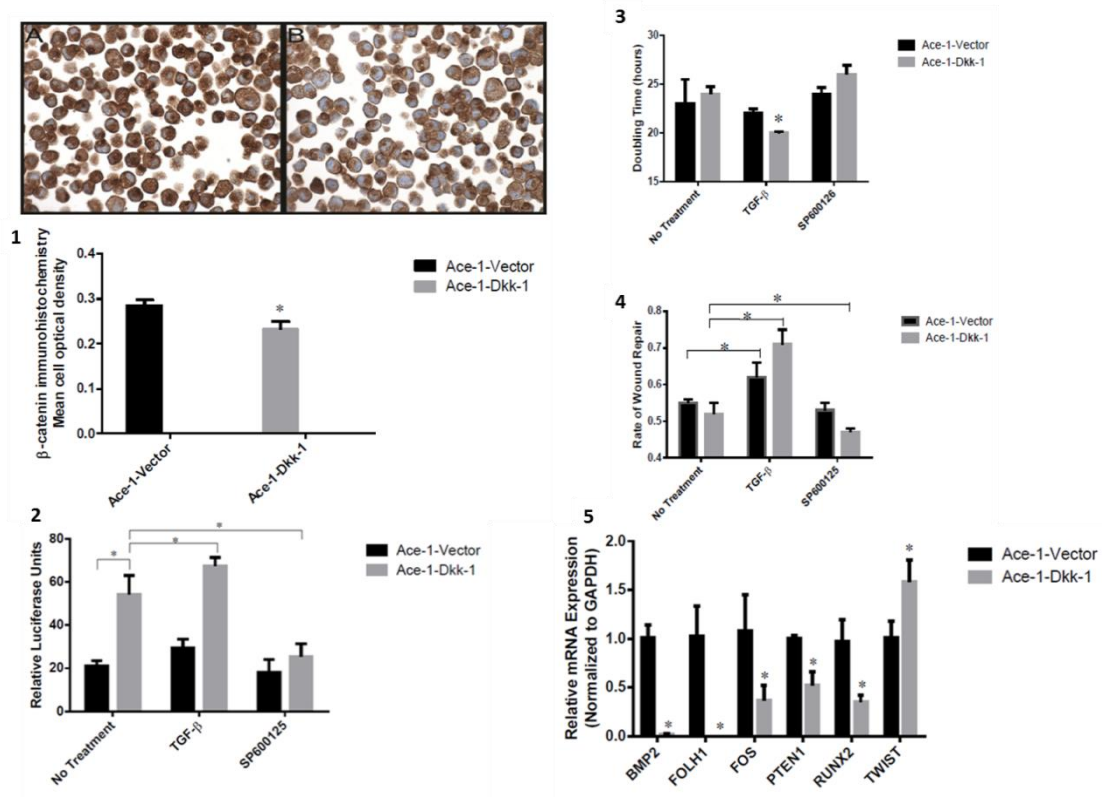 A
B
1
β-catenin immunohistochemistry
Mean cell optical density
0.4
0.3
0.2
0.1
0.0
*
Ace-1-Vector
Ace-1-Dkk-1
Ace-1-Vector
Ace-1-Dkk-1
2
Relative Luciferase Units
80
60
40
20
0
*
*
*
No Treatment
TGF-β
SP600125
Ace-1-Vector
Ace-1-Dkk-1
3
Doubling Time (hours)
30
25
20
15
*
No Treatment
TGF-β
SP600126
Ace-1-Vector
Ace-1-Dkk-1
4
Rate of Wound Repair
0.8
0.7
0.6
0.5
0.4
*
*
*
No Treatment
TGF-β
SP600125
Ace-1-Vector
Ace-1-Dkk-1
5
Relative mRNA Expression
(Normalized to GAPDH)
2.0
1.5
1.0
0.5
0.0
*
*
*
*
*
*
BMP2
FOLH1
FOS
PTEN1
RUNX2
TWIST
Ace-1-Vector
Ace-1-Dkk-1